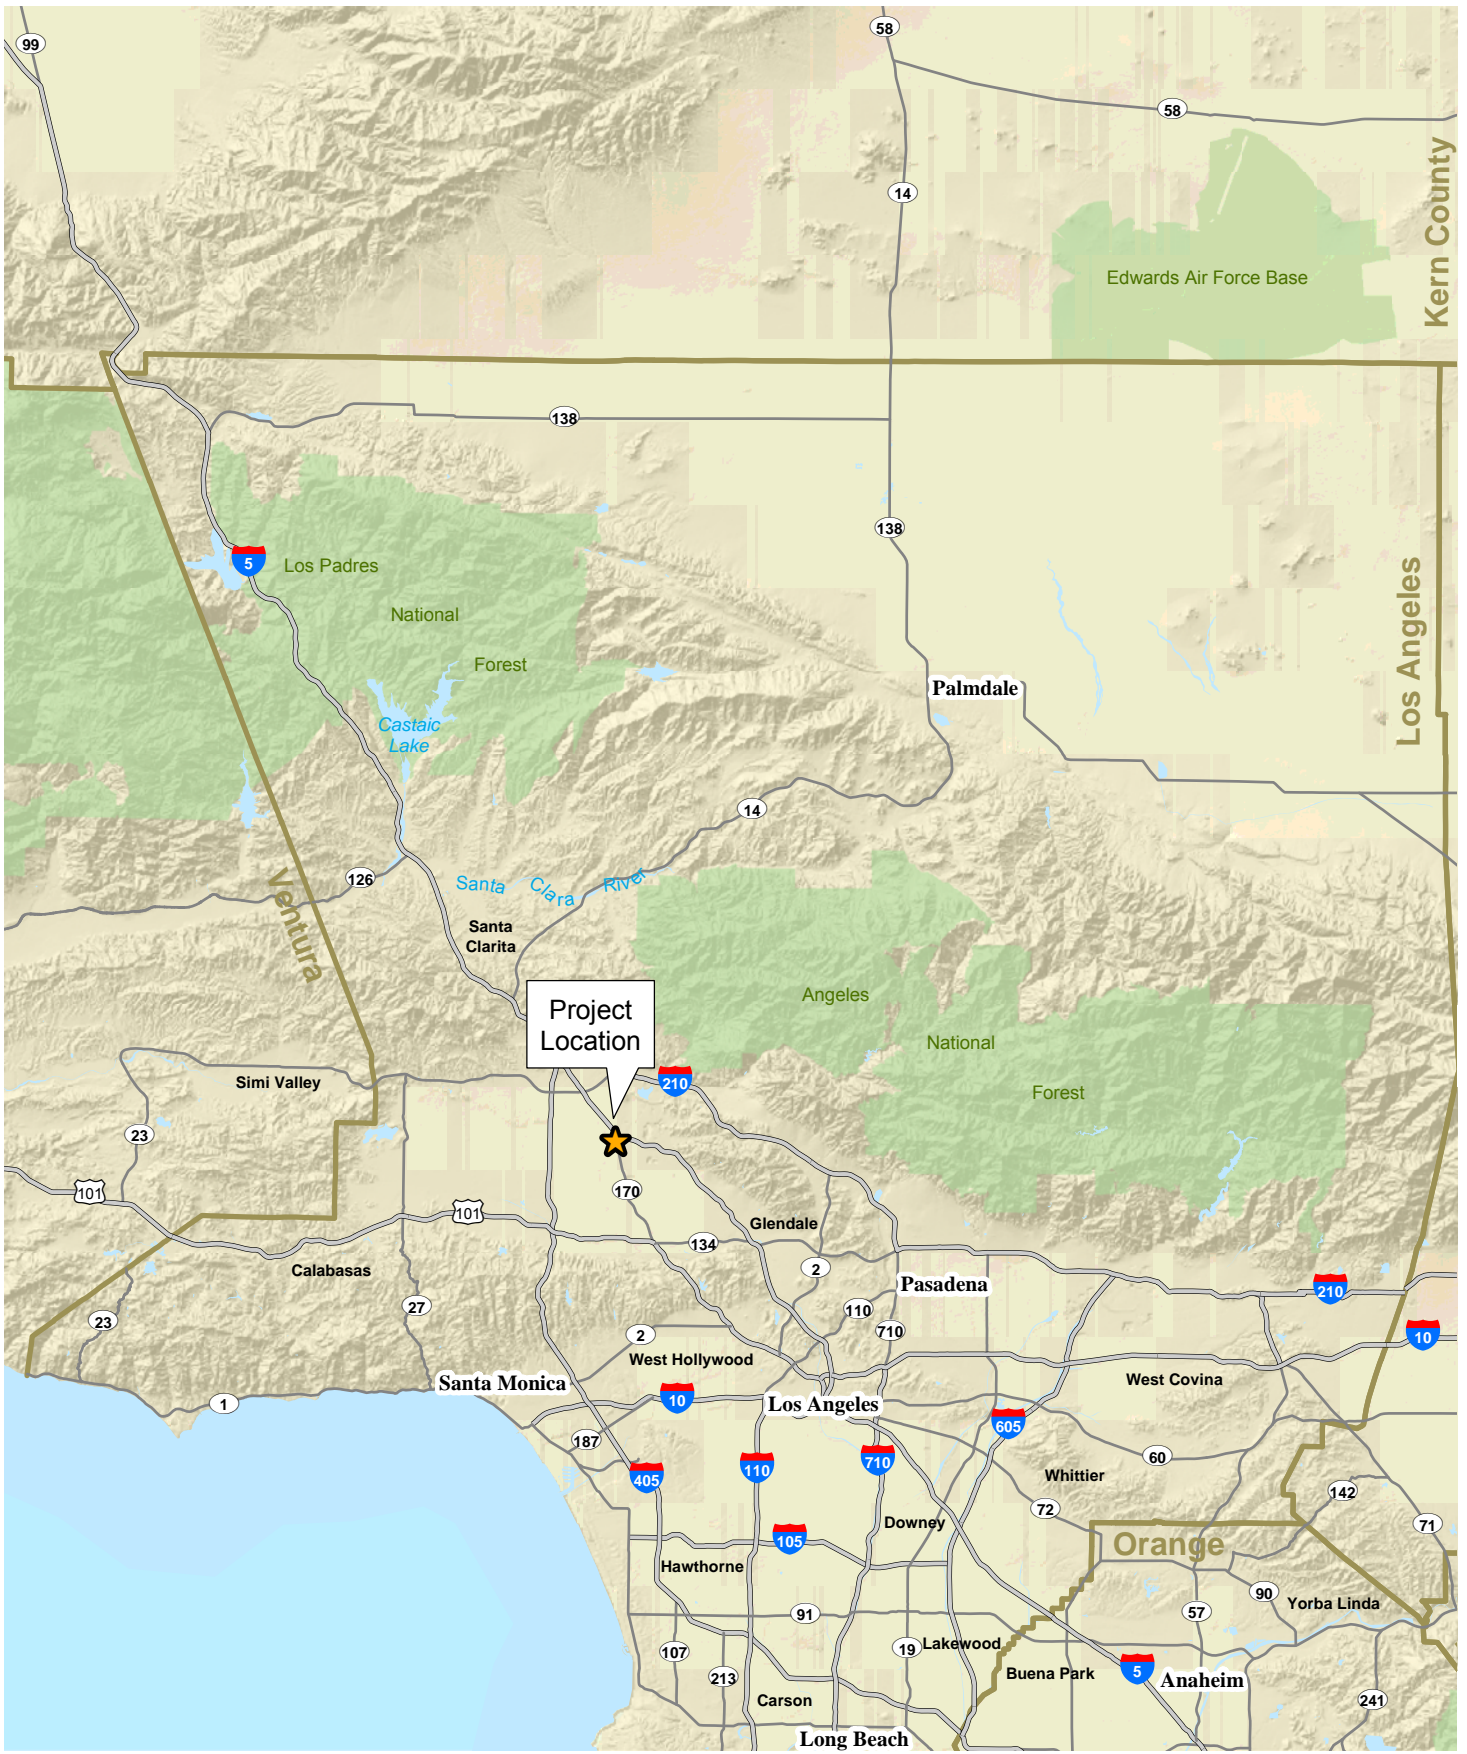 99
58
58
14
Kern County
Edwards Air Force Base
138
138
5
Los Padres
National
Forest
Los Angeles
Palmdale
Castaic
Lake
14
126
Santa Clara River
Ventura
Santa
Clarita
Angeles
National
Forest
Project
Location
Simi Valley
210
23
101
101
170
Glendale
134
2
Calabasas
Pasadena
27
23
110
710
210
10
2
West Hollywood
Santa Monica
10
1
Los Angeles
West Covina
605
187
405
110
710
60
Whittier
142
72
71
Downey
105
Orange
Hawthorne
91
57
90
Yorba Linda
107
213
19
Lakewood
Buena Park
5
Anaheim
241
Carson
Long Beach